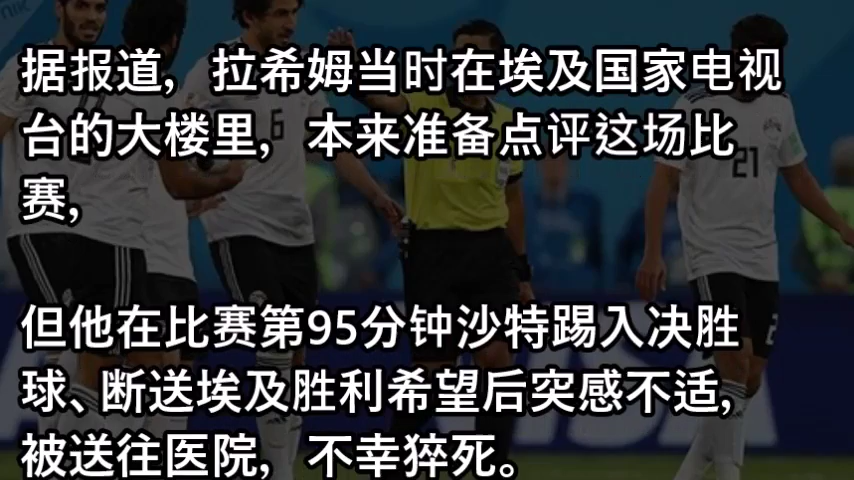 据报道，拉希姆当时在埃及国家电视
台的大楼里，本来准备点评这场比
赛，
但他在比赛第95分钟沙特踢入决胜
球、断送埃及胜利希望后突感不适，
被送往医院，不幸猝死。
6
21
2